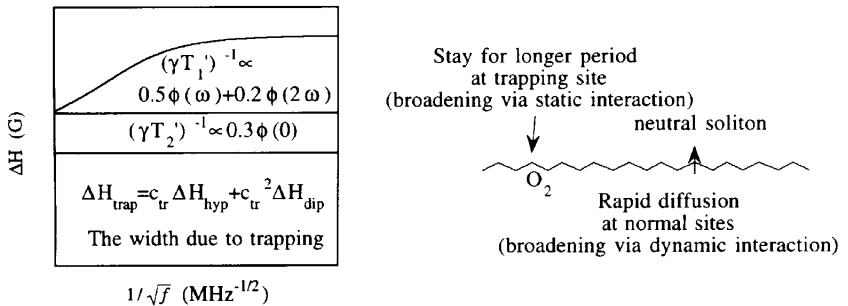 ΔH (G)
(γT₁')⁻¹∝
0.5φ(ω)+0.2φ(2ω)
(γT₂')⁻¹∝0.3φ(0)
ΔH_trap=c_tr ΔH_hyp+c_tr² ΔH_dip
The width due to trapping
1/√f (MHz⁻¹/²)
Stay for longer period
at trapping site
(broadening via static interaction)
neutral soliton
O₂
Rapid diffusion
at normal sites
(broadening via dynamic interaction)